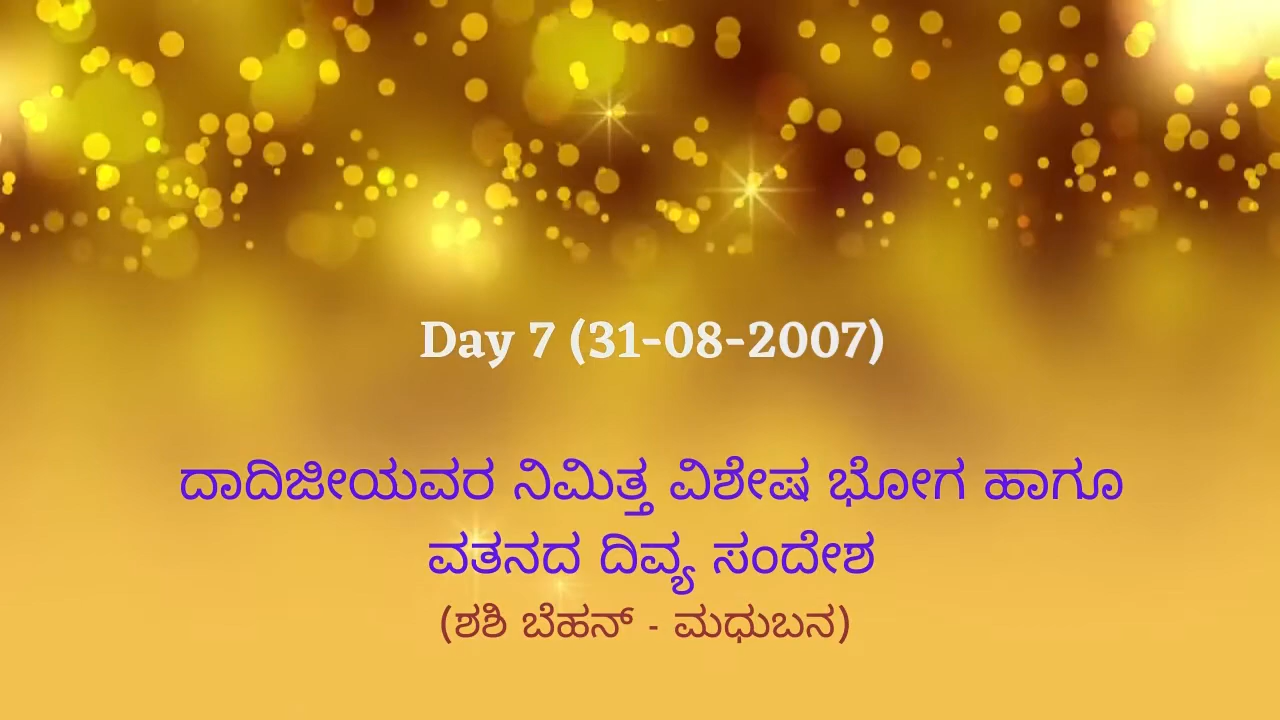 Day 7 (31-08-2007)
ದಾದಿಜೀಯವರ ನಿಮಿತ್ತ ವಿಶೇಷ ಭೋಗ ಹಾಗೂ
ವತನದ ದಿವ್ಯ ಸಂದೇಶ
(ಶಶಿ ಬೆಹನ್ - ಮಧುಬನ)